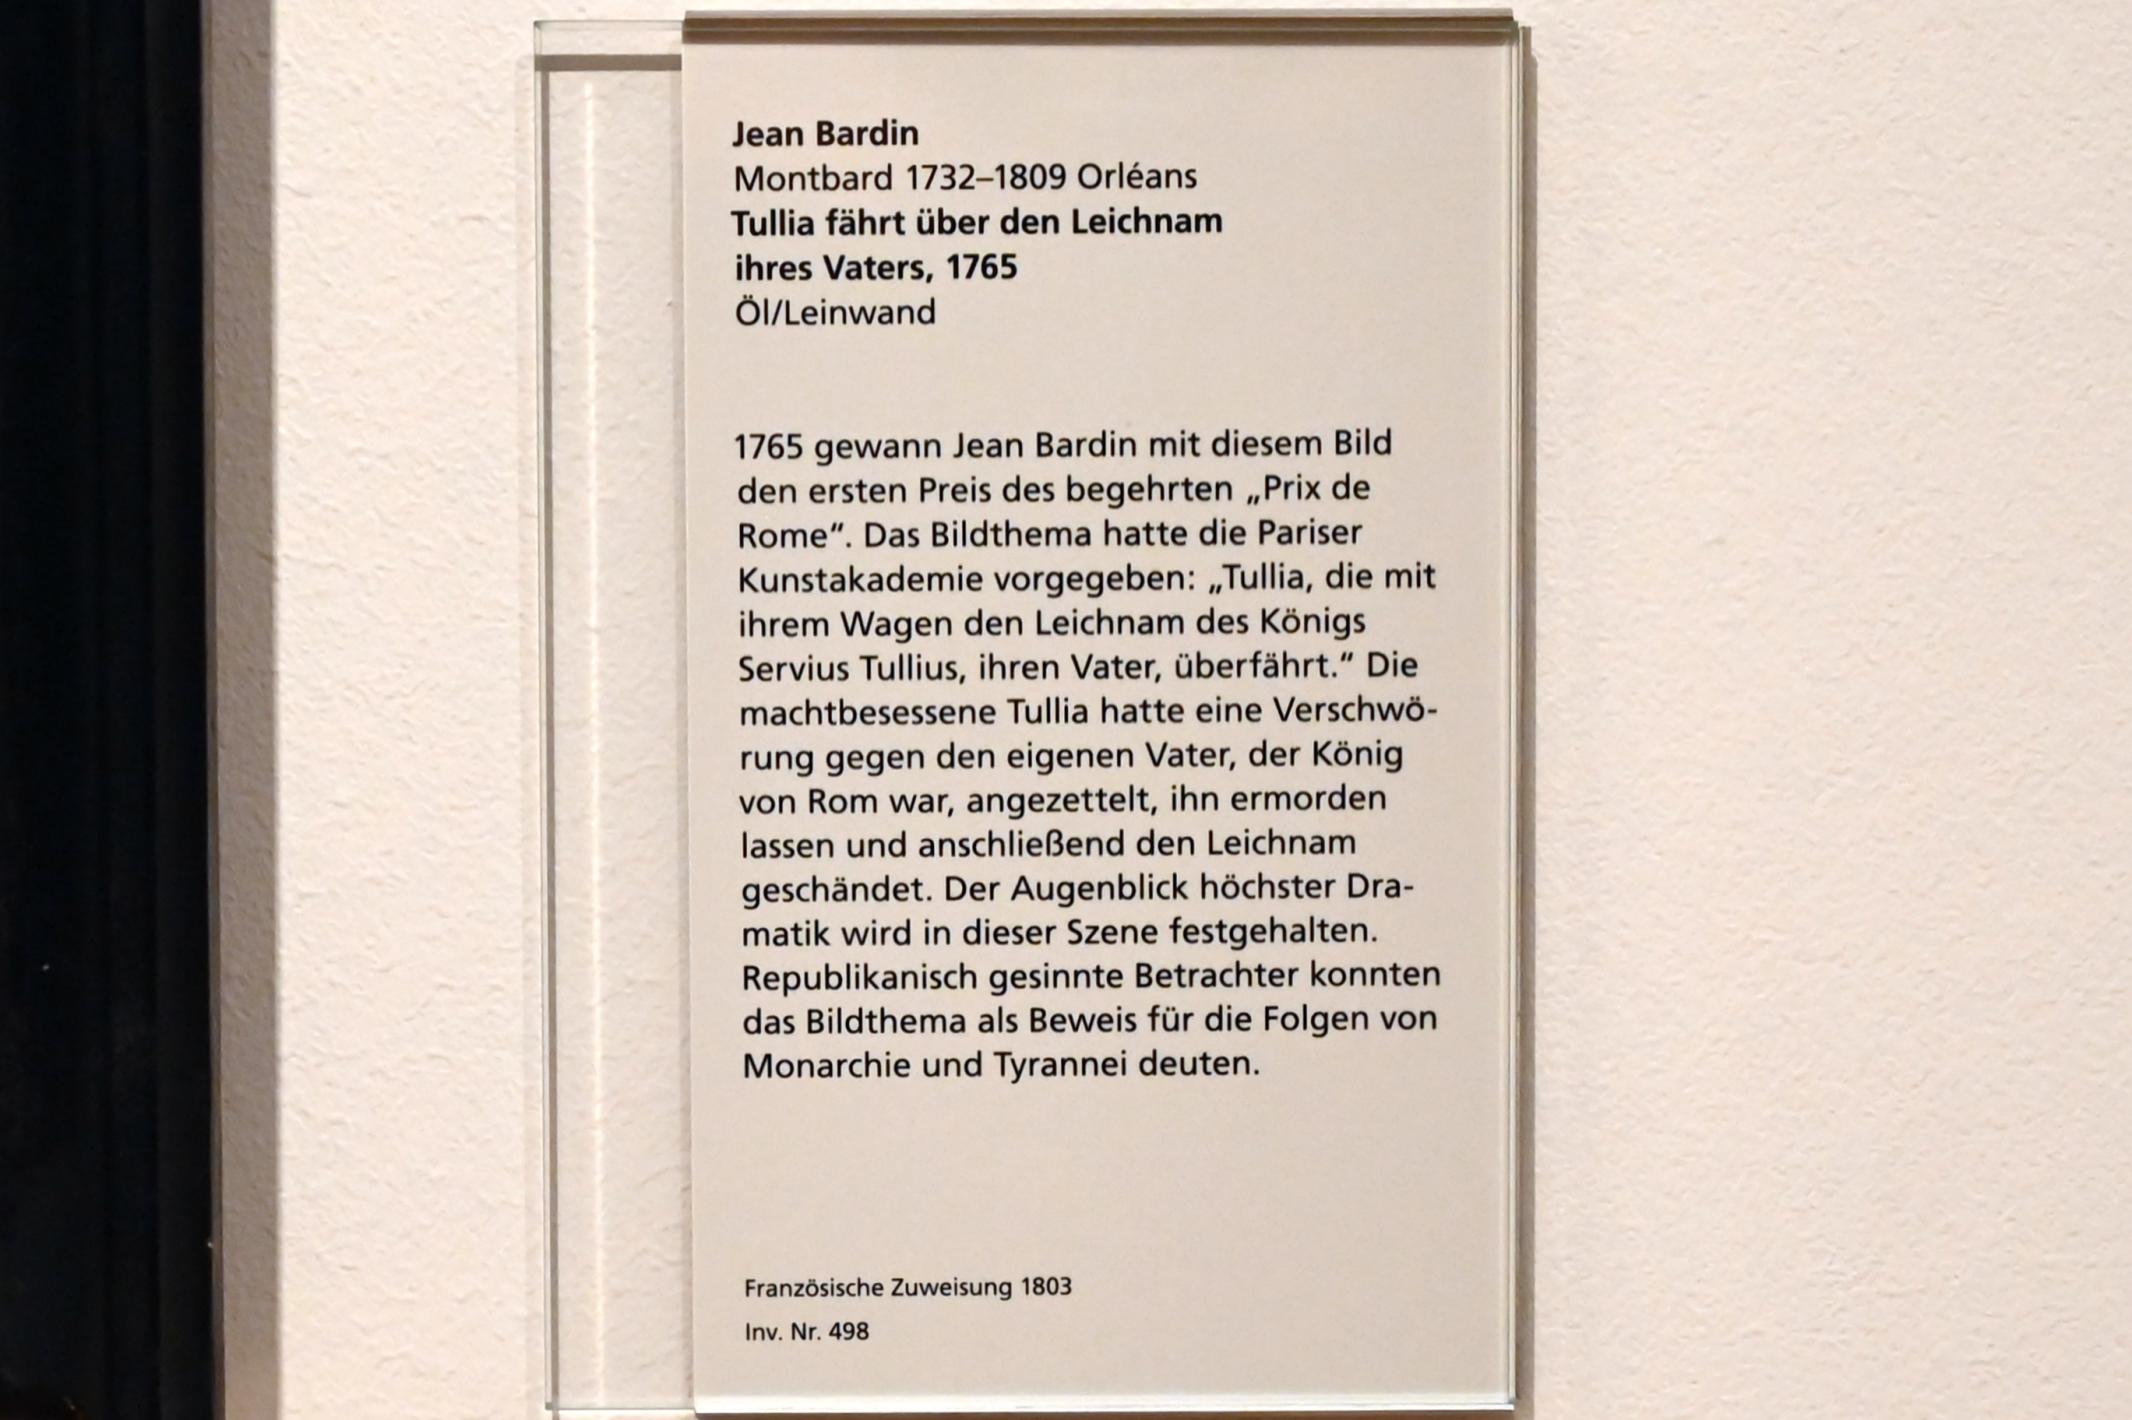 Jean Bardin
Montbard 1732–1809 Orléans
Tullia fährt über den Leichnam
ihres Vaters, 1765
Öl/Leinwand
1765 gewann Jean Bardin mit diesem Bild
den ersten Preis des begehrten „Prix de
Rome“. Das Bildthema hatte die Pariser
Kunstakademie vorgegeben: „Tullia, die mit
ihrem Wagen den Leichnam des Königs
Servius Tullius, ihren Vater, überfährt.“ Die
machtbesessene Tullia hatte eine Verschwö-
rung gegen den eigenen Vater, der König
von Rom war, angezettelt, ihn ermorden
lassen und anschließend den Leichnam
geschändet. Der Augenblick höchster Dra-
matik wird in dieser Szene festgehalten.
Republikanisch gesinnte Betrachter konnten
das Bildthema als Beweis für die Folgen von
Monarchie und Tyrannei deuten.
Französische Zuweisung 1803
Inv. Nr. 498